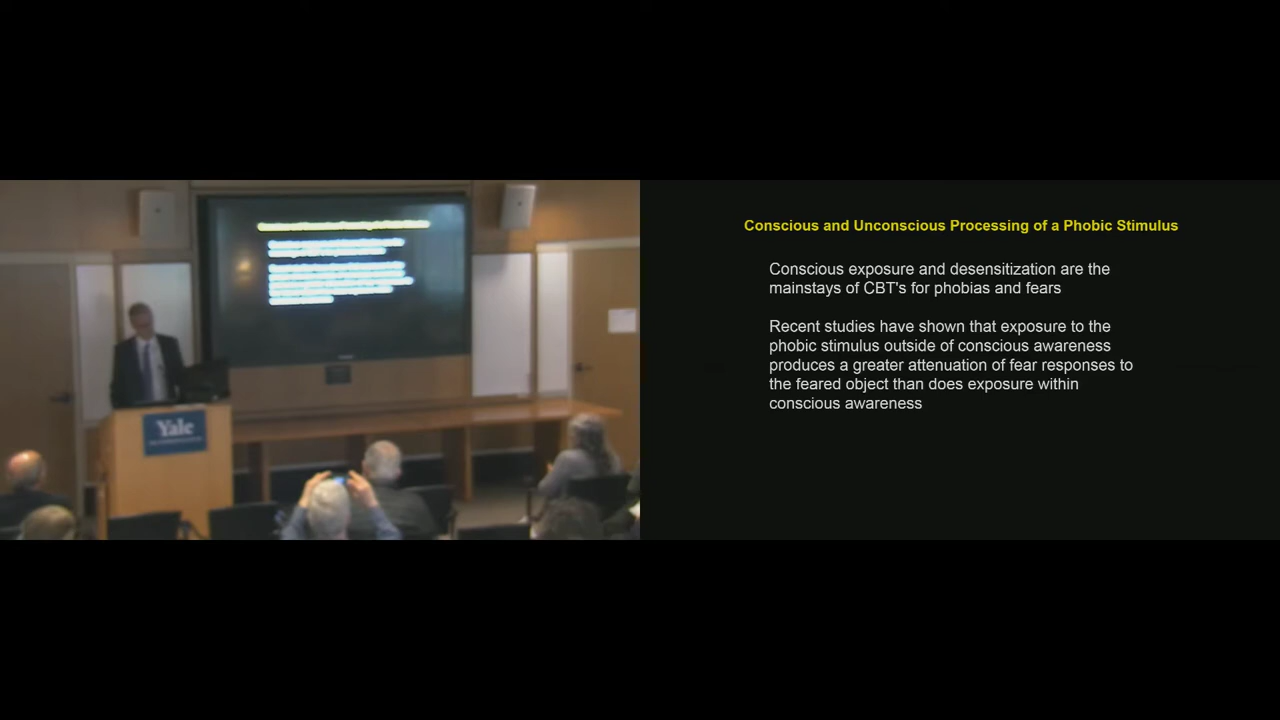 Yale
Conscious and Unconscious Processing of a Phobic Stimulus
Conscious exposure and desensitization are the
mainstays of CBT's for phobias and fears
Recent studies have shown that exposure to the
phobic stimulus outside of conscious awareness
produces a greater attenuation of fear responses to
the feared object than does exposure within
conscious awareness